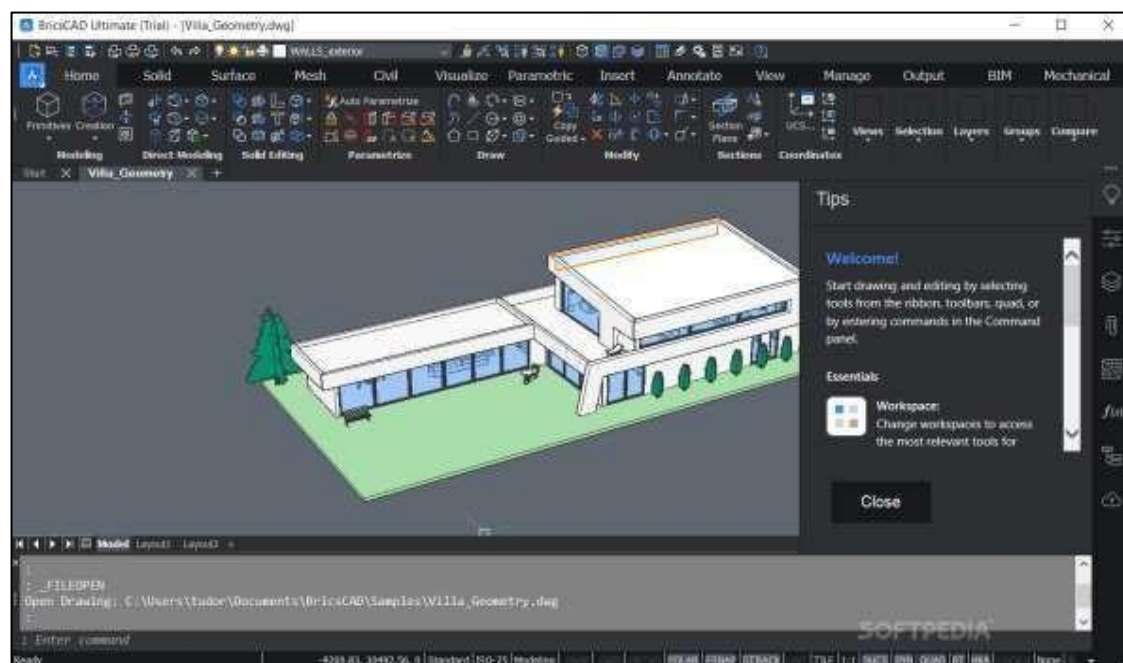 BricsCAD Ultimate (Trial) - [Villa_Geometry.dwg]
WALLS_exterior
Home Solid Surface Mesh Civil Visualize Parametric Insert Annotate View Manage Output BIM Mechanical
Auto Parametrize
Primitives Creation Copy Guided Section Plane UCS... Views Selection Layers Groups Compare
Modeling Direct Modeling Solid Editing Parametrize Draw Modify Sections Coordinates
Start Villa_Geometry
Tips
Welcome!
Start drawing and editing by selecting
tools from the ribbon, toolbars, quad, or
by entering commands in the Command
panel.
Essentials
Workspace:
Change workspaces to access
the most relevant tools for
Close
Model Layout1 Layout2
:
: _FILEOPEN
Open Drawing: C:\Users\tudor\Documents\BricsCAD\Samples\Villa_Geometry.dwg
:
: Enter command
SOFTPEDIA
Ready Standard ISO-25 Modeling POLAR ESNAP STRACK TILE 1:1 DUCS DYN QUAD RT HKA None